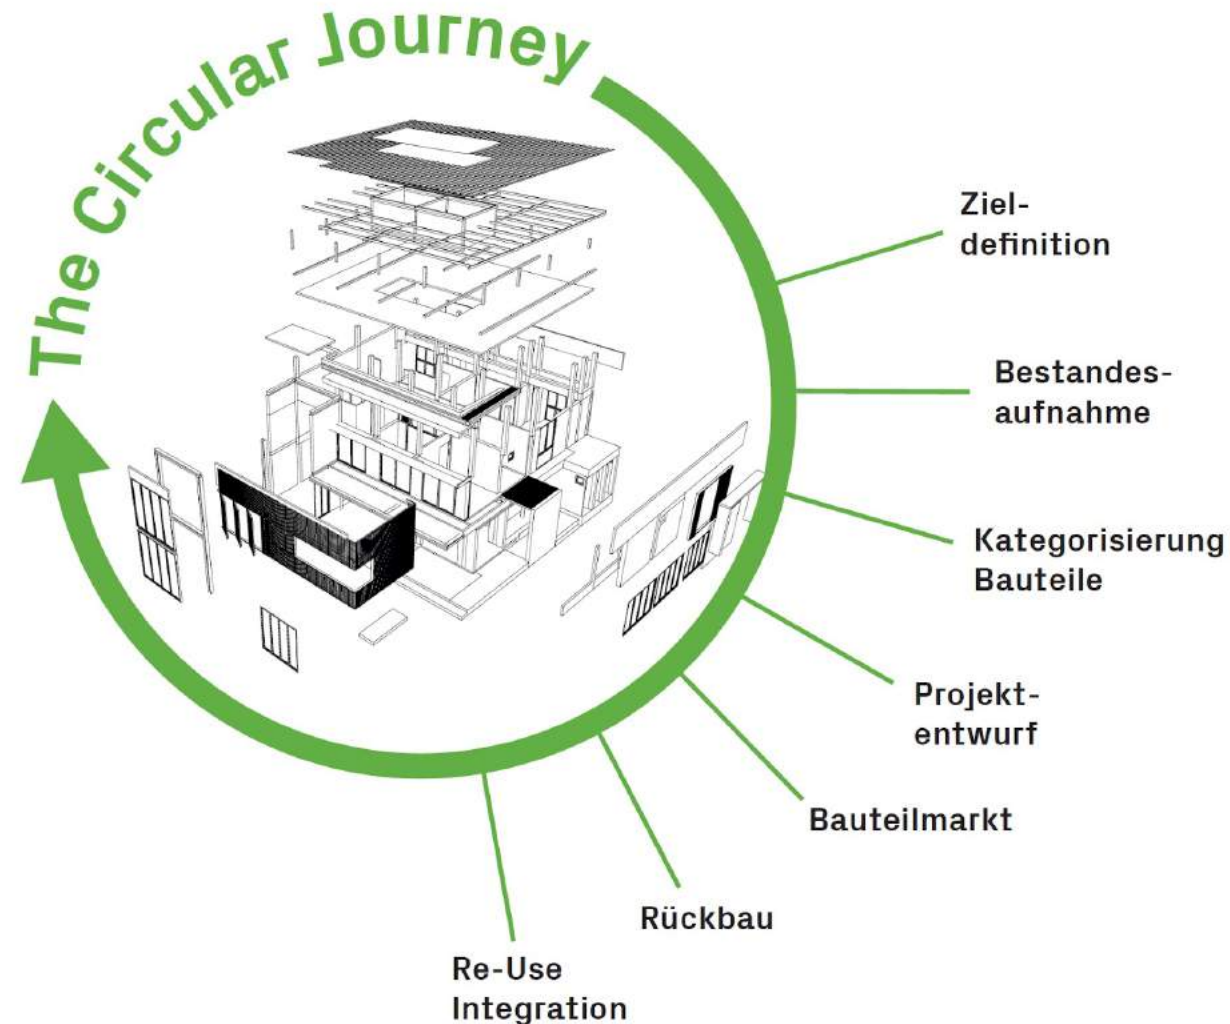 The Circular Journey
Ziel-
definition
Bestandes-
aufnahme
Kategorisierung
Bauteile
Projekt-
entwurf
Bauteilmarkt
Rückbau
Re-Use
Integration